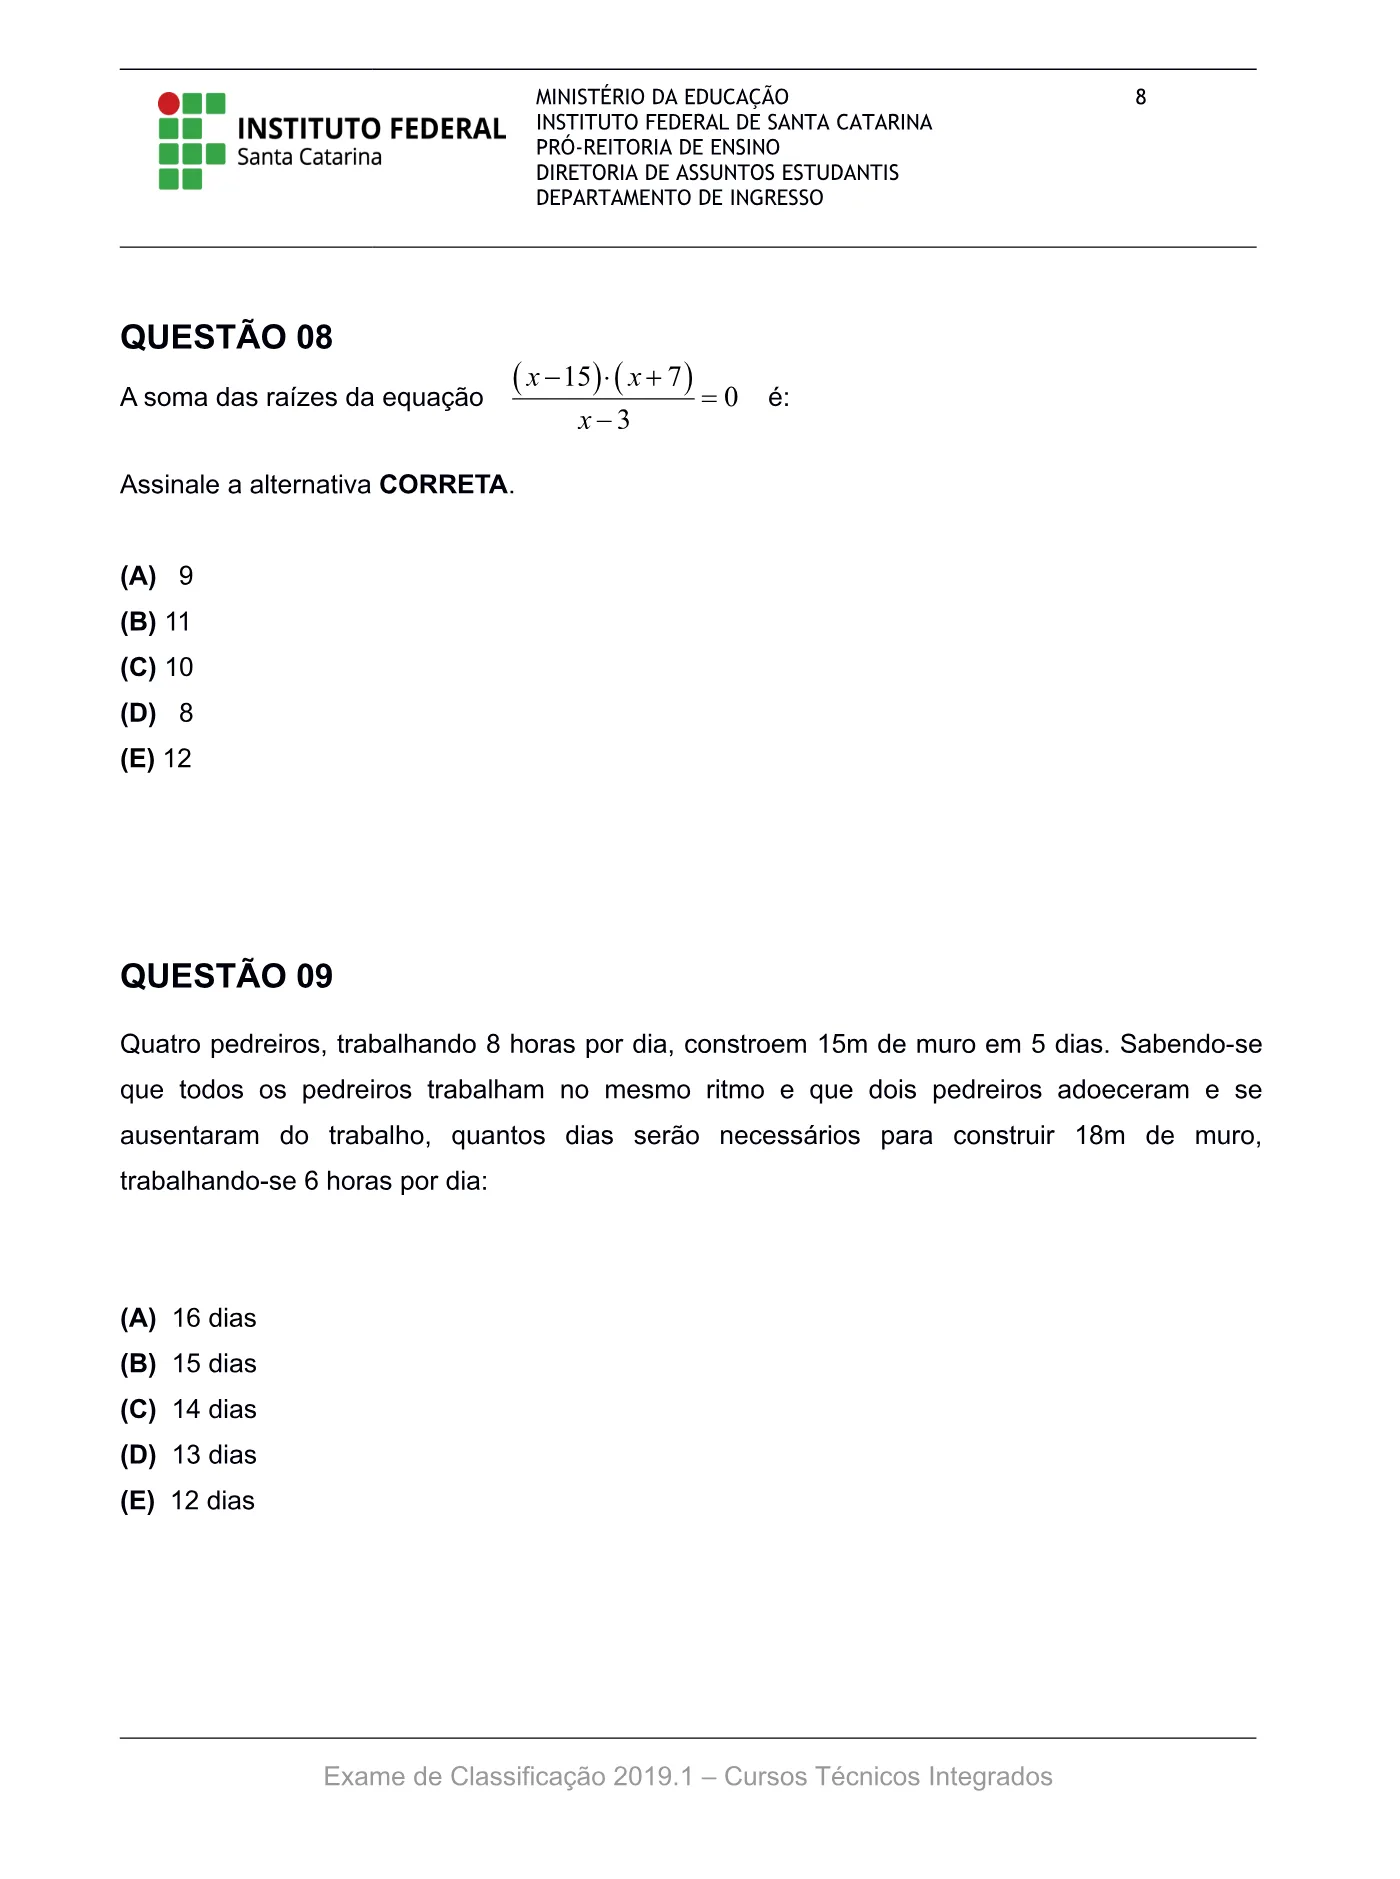 INSTITUTO FEDERAL
Santa Catarina
MINISTÉRIO DA EDUCAÇÃO
INSTITUTO FEDERAL DE SANTA CATARINA
PRÓ-REITORIA DE ENSINO
DIRETORIA DE ASSUNTOS ESTUDANTIS
DEPARTAMENTO DE INGRESSO
8
QUESTÃO 08
A soma das raízes da equação (x−15)·(x+7)/x−3 = 0 é:
Assinale a alternativa CORRETA.
(A) 9
(B) 11
(C) 10
(D) 8
(E) 12
QUESTÃO 09
Quatro pedreiros, trabalhando 8 horas por dia, constroem 15m de muro em 5 dias. Sabendo-se
que todos os pedreiros trabalham no mesmo ritmo e que dois pedreiros adoeceram e se
ausentaram do trabalho, quantos dias serão necessários para construir 18m de muro,
trabalhando-se 6 horas por dia:
(A) 16 dias
(B) 15 dias
(C) 14 dias
(D) 13 dias
(E) 12 dias
Exame de Classificação 2019.1 – Cursos Técnicos Integrados